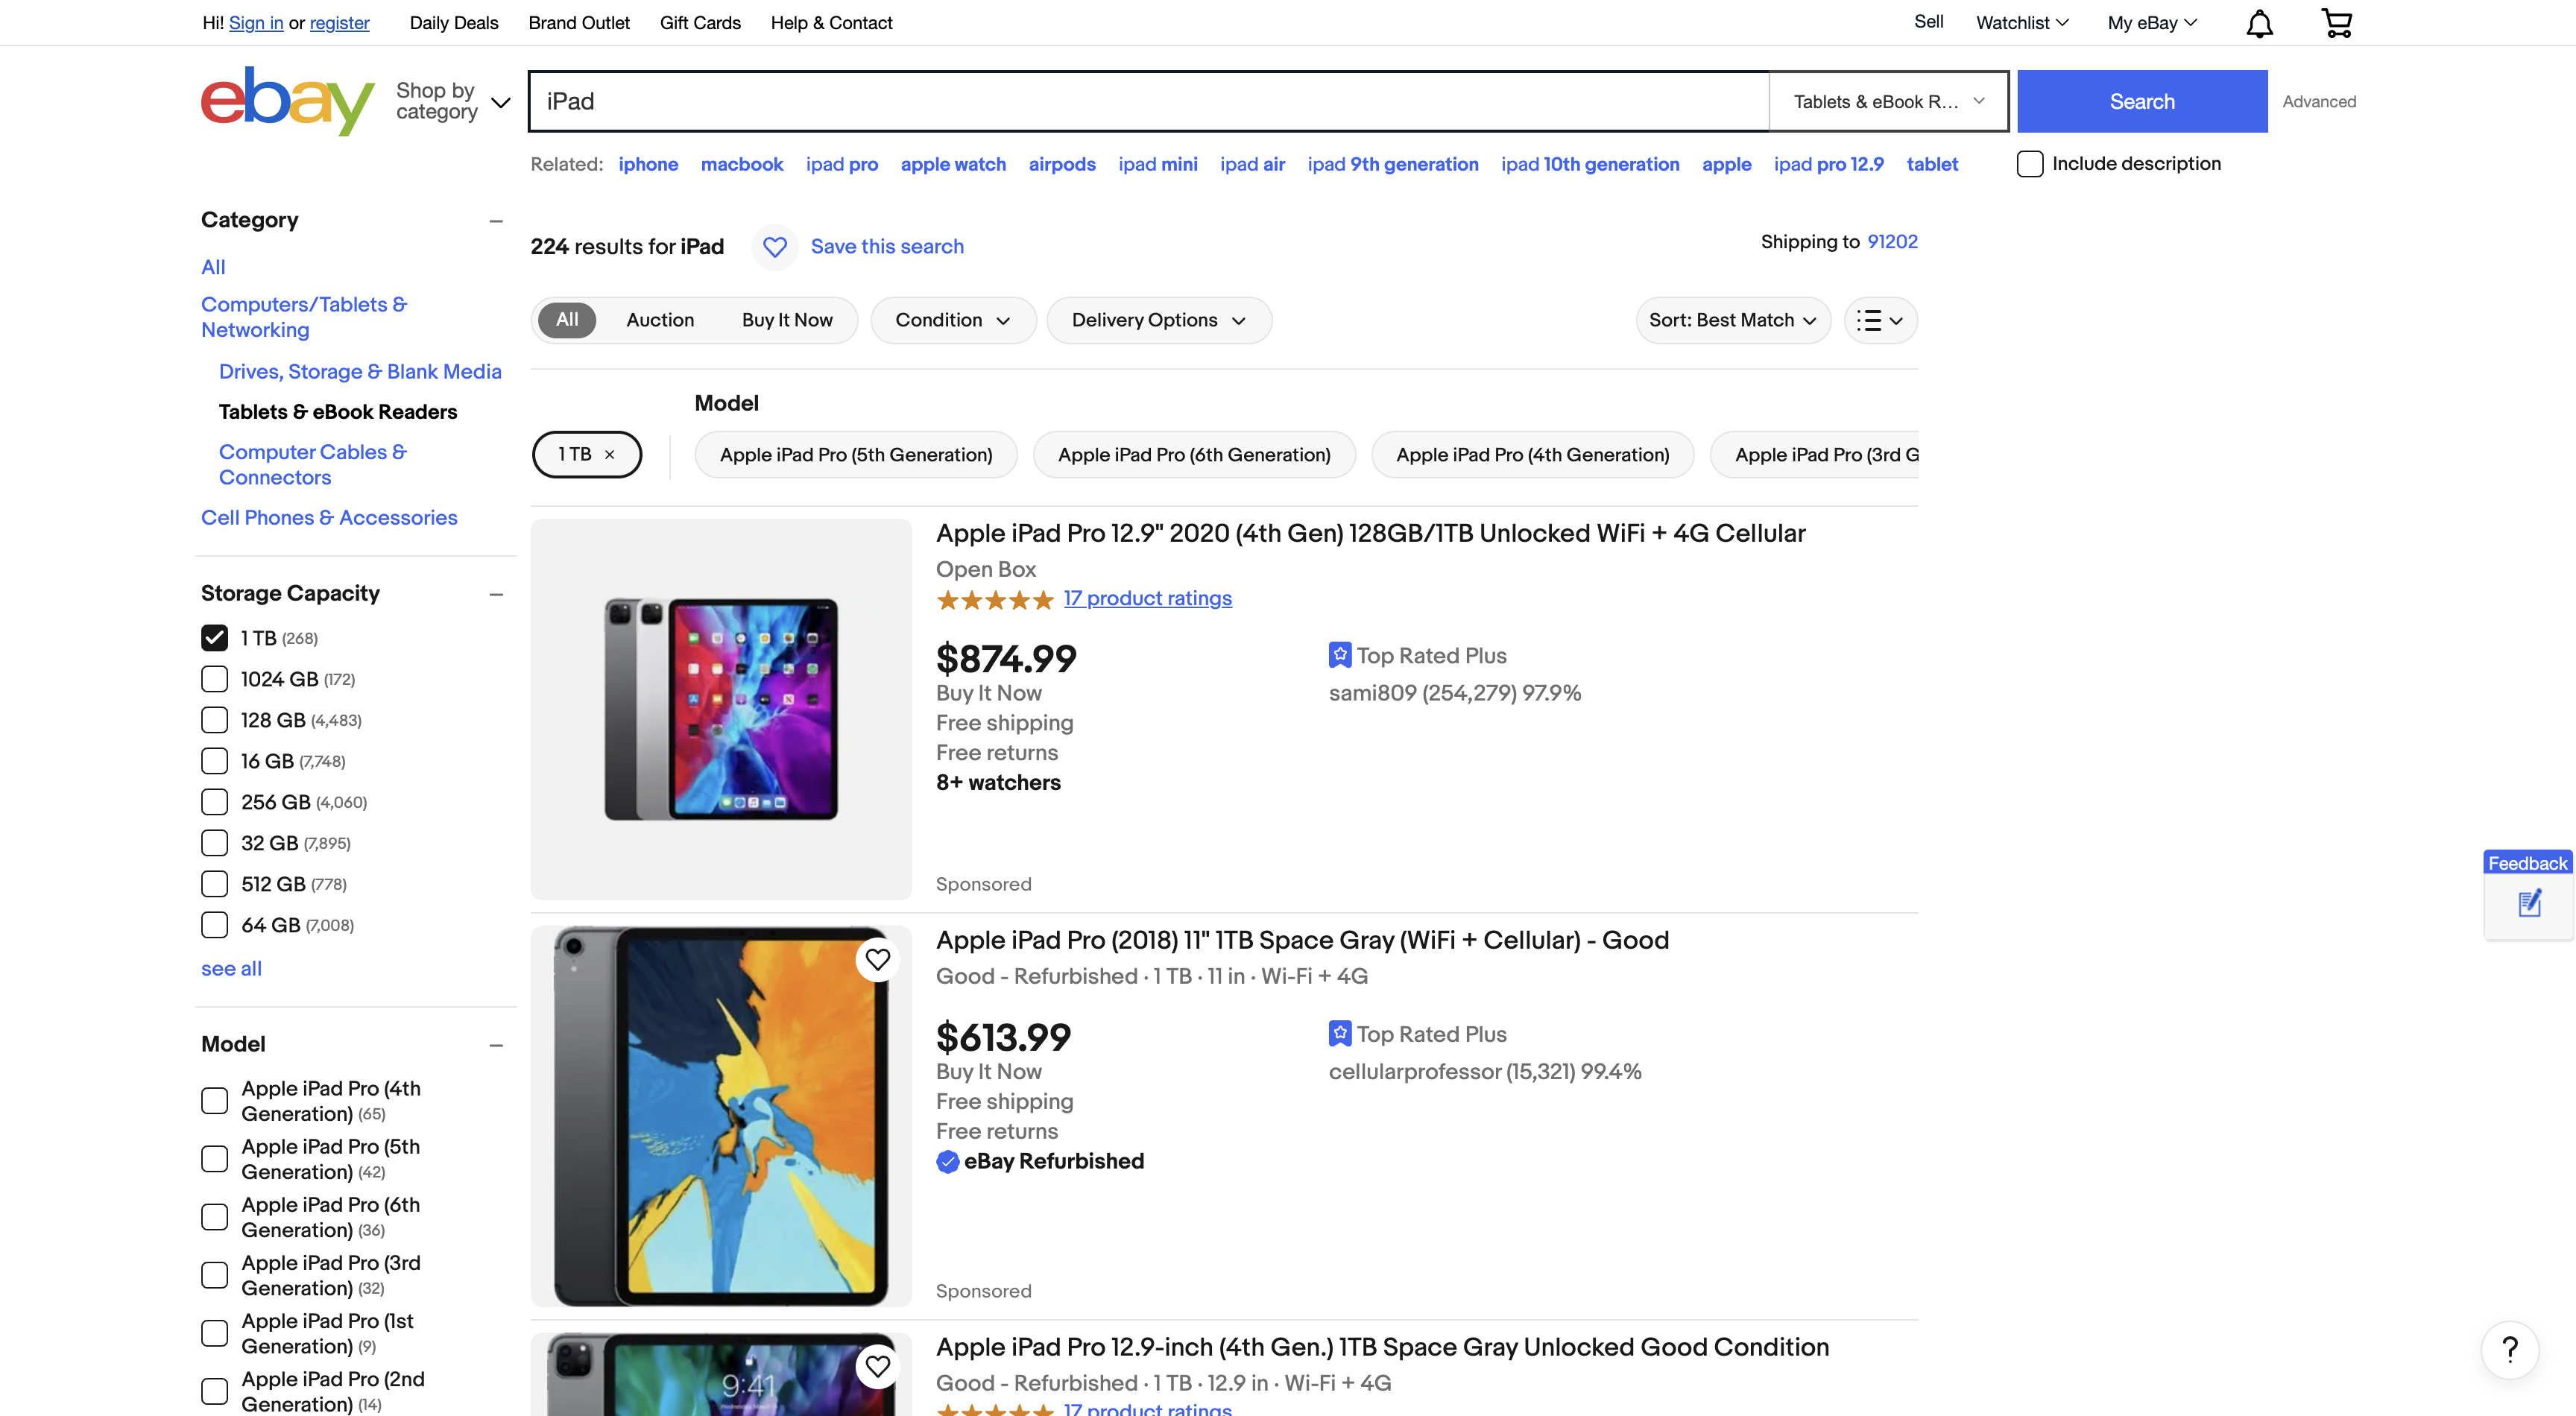 Hi! Sign in or register Daily Deals Brand Outlet Gift Cards Help & Contact Sell Watchlist My eBay
ebay
Shop by
category
iPad
Tablets & eBook R...
Search
Advanced
Related: iphone macbook ipad pro apple watch airpods ipad mini ipad air ipad 9th generation ipad 10th generation apple ipad pro 12.9 tablet
Include description
Category
All
Computers/Tablets &
Networking
Drives, Storage & Blank Media
Tablets & eBook Readers
Computer Cables &
Connectors
Cell Phones & Accessories
Storage Capacity
1 TB (268)
1024 GB (172)
128 GB (4,483)
16 GB (7,748)
256 GB (4,060)
32 GB (7,895)
512 GB (778)
64 GB (7,008)
see all
Model
Apple iPad Pro (4th
Generation) (65)
Apple iPad Pro (5th
Generation) (42)
Apple iPad Pro (6th
Generation) (36)
Apple iPad Pro (3rd
Generation) (32)
Apple iPad Pro (1st
Generation) (9)
Apple iPad Pro (2nd
Generation) (14)
224 results for iPad
Save this search
Shipping to 91202
All Auction Buy It Now Condition Delivery Options Sort: Best Match
Model
1 TB
Apple iPad Pro (5th Generation) Apple iPad Pro (6th Generation) Apple iPad Pro (4th Generation) Apple iPad Pro (3rd G
Apple iPad Pro 12.9" 2020 (4th Gen) 128GB/1TB Unlocked WiFi + 4G Cellular
Open Box
17 product ratings
$874.99
Buy It Now
Free shipping
Free returns
8+ watchers
Top Rated Plus
sami809 (254,279) 97.9%
Sponsored
Apple iPad Pro (2018) 11" 1TB Space Gray (WiFi + Cellular) - Good
Good - Refurbished · 1 TB · 11 in · Wi-Fi + 4G
$613.99
Buy It Now
Free shipping
Free returns
eBay Refurbished
Top Rated Plus
cellularprofessor (15,321) 99.4%
Sponsored
9:41
Apple iPad Pro 12.9-inch (4th Gen.) 1TB Space Gray Unlocked Good Condition
Good - Refurbished · 1 TB · 12.9 in · Wi-Fi + 4G
17 product ratings
Feedback
?